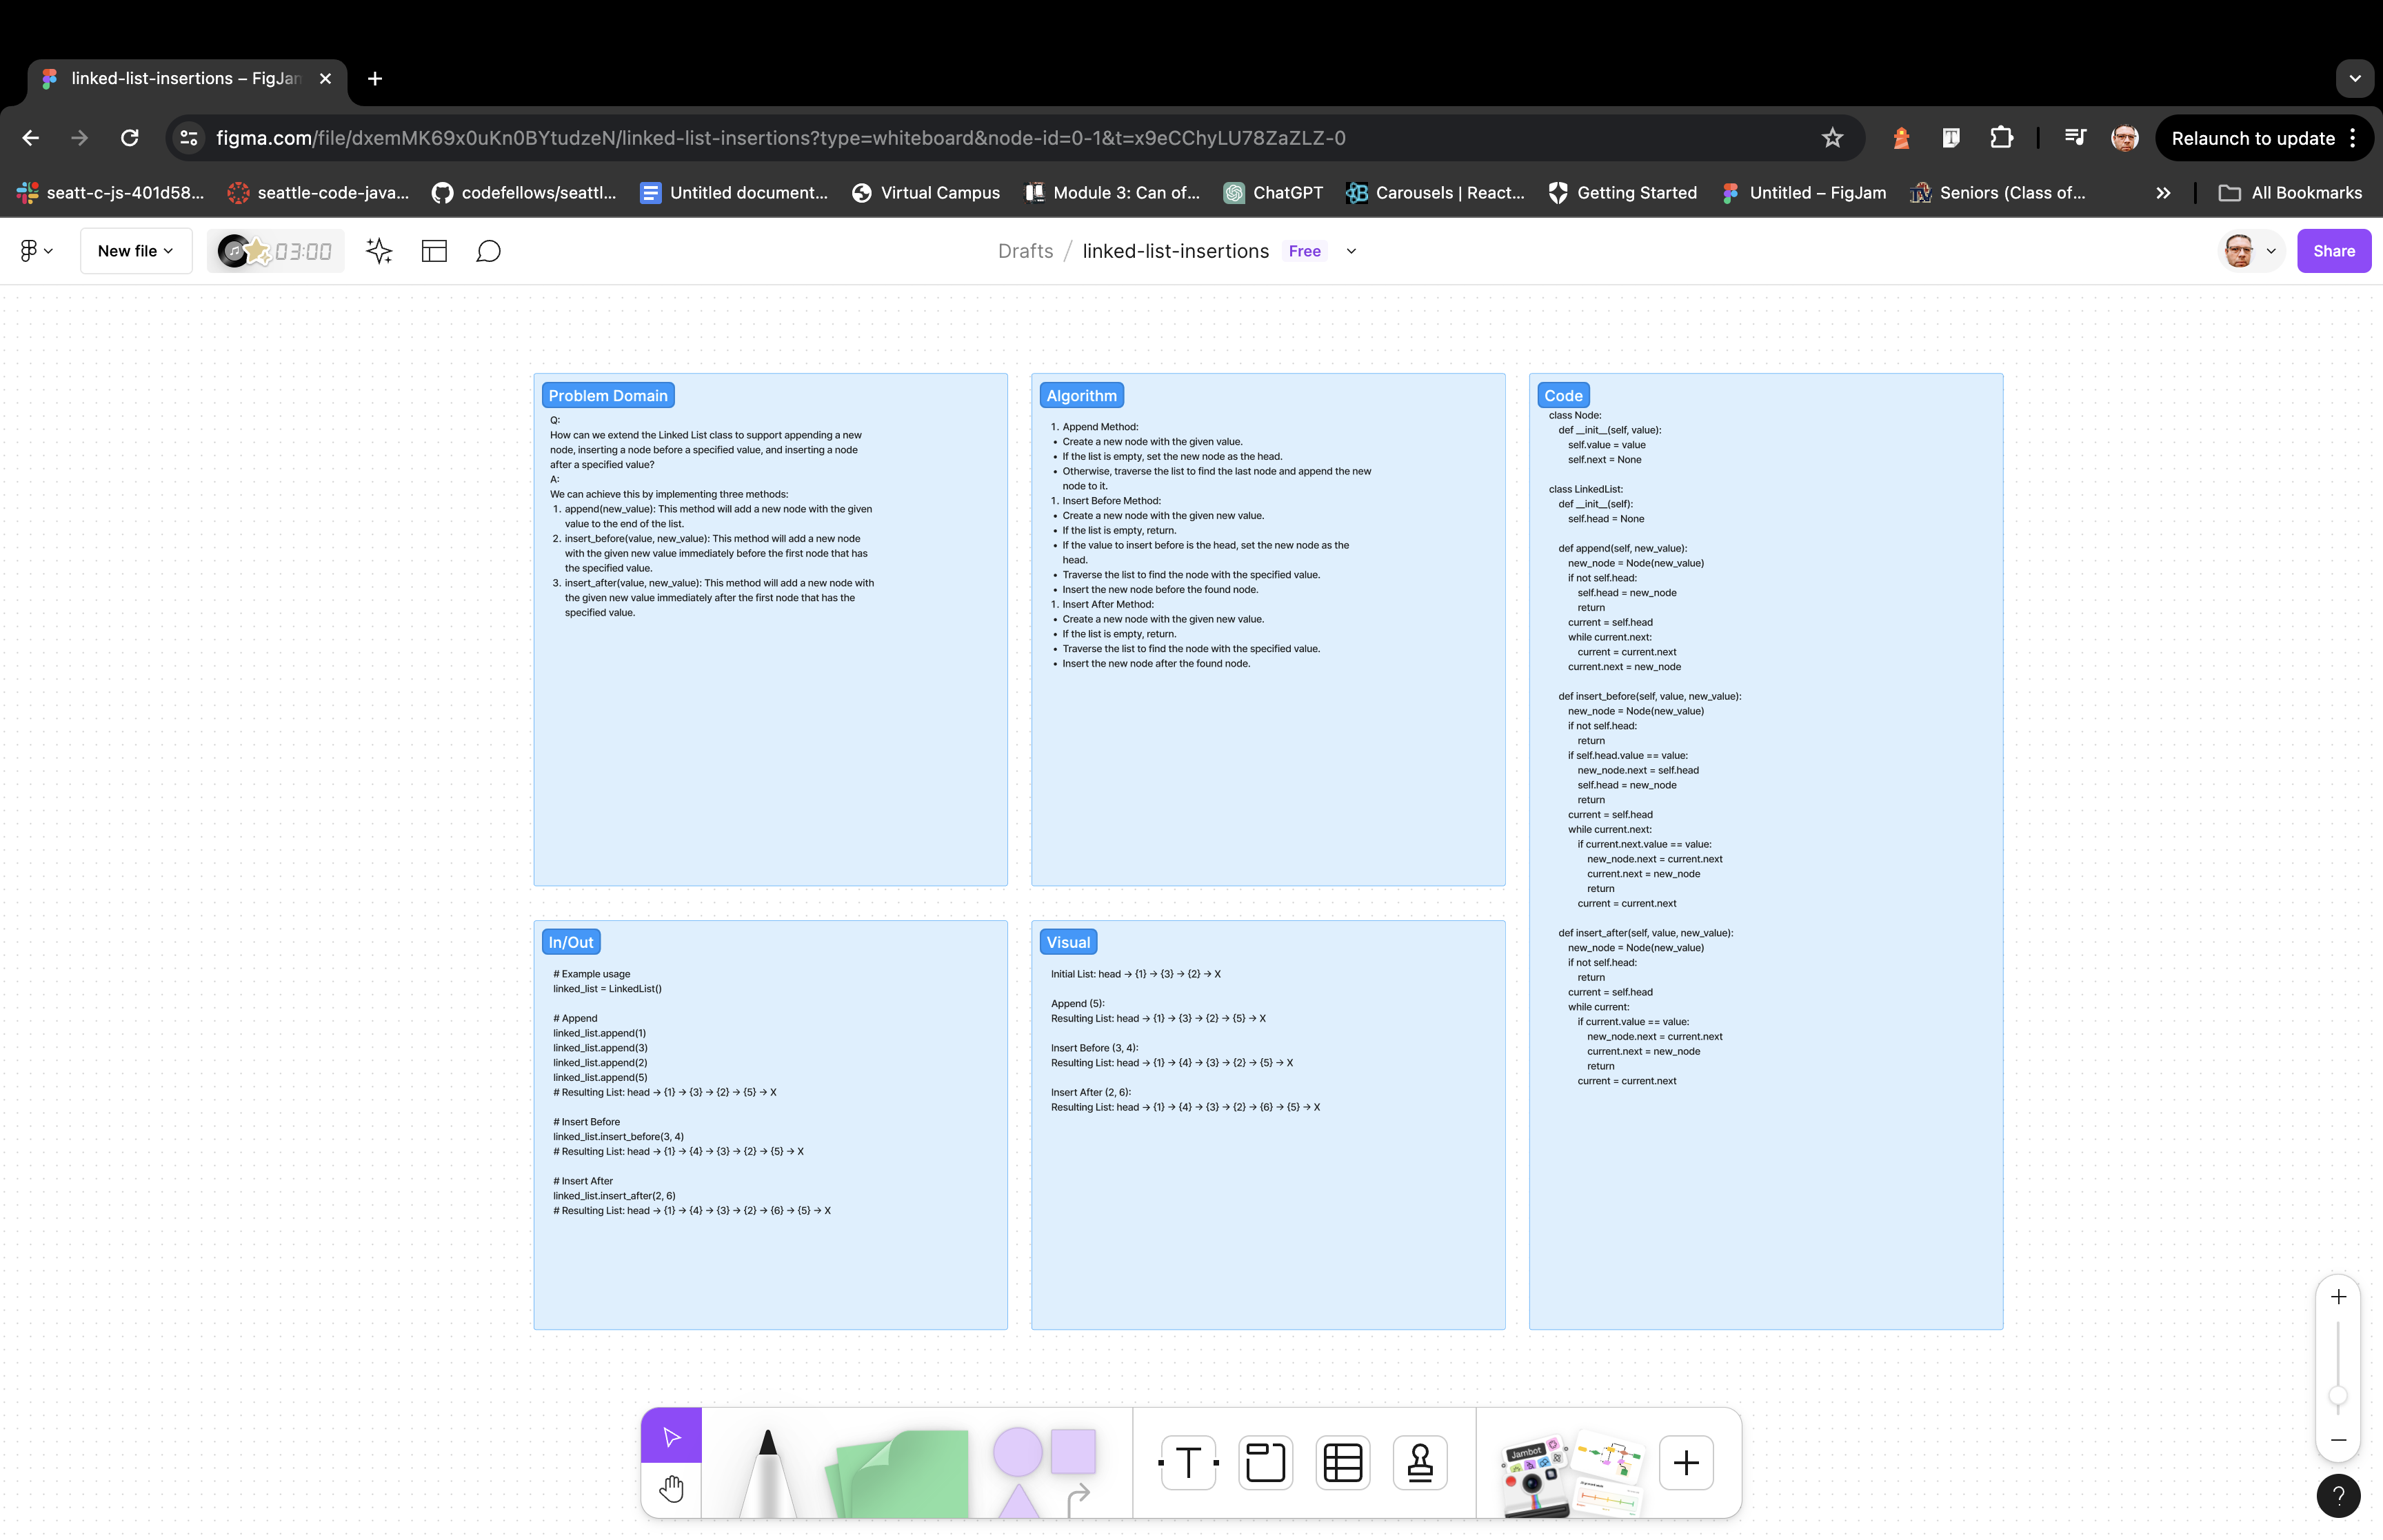 linked-list-insertions – FigJam
figma.com/file/dxemMK69x0uKn0BYtudzeN/linked-list-insertions?type=whiteboard&node-id=0-1&t=x9eCChyLU78ZaZLZ-0
Relaunch to update
seatt-c-js-401d58...
seattle-code-java...
codefellows/seattl...
Untitled document...
Virtual Campus
Module 3: Can of...
ChatGPT
Carousels | React...
Getting Started
Untitled – FigJam
Seniors (Class of...
All Bookmarks
New file
03:00
Drafts / linked-list-insertions Free
Share
Problem Domain
Q:
How can we extend the Linked List class to support appending a new
node, inserting a node before a specified value, and inserting a node
after a specified value?
A:
We can achieve this by implementing three methods:
1. append(new_value): This method will add a new node with the given
value to the end of the list.
2. insert_before(value, new_value): This method will add a new node
with the given new value immediately before the first node that has
the specified value.
3. insert_after(value, new_value): This method will add a new node with
the given new value immediately after the first node that has the
specified value.
Algorithm
1. Append Method:
• Create a new node with the given value.
• If the list is empty, set the new node as the head.
• Otherwise, traverse the list to find the last node and append the new
node to it.
1. Insert Before Method:
• Create a new node with the given new value.
• If the list is empty, return.
• If the value to insert before is the head, set the new node as the
head.
• Traverse the list to find the node with the specified value.
• Insert the new node before the found node.
1. Insert After Method:
• Create a new node with the given new value.
• If the list is empty, return.
• Traverse the list to find the node with the specified value.
• Insert the new node after the found node.
Code
class Node:
def __init__(self, value):
self.value = value
self.next = None
class LinkedList:
def __init__(self):
self.head = None
def append(self, new_value):
new_node = Node(new_value)
if not self.head:
self.head = new_node
return
current = self.head
while current.next:
current = current.next
current.next = new_node
def insert_before(self, value, new_value):
new_node = Node(new_value)
if not self.head:
return
if self.head.value == value:
new_node.next = self.head
self.head = new_node
return
current = self.head
while current.next:
if current.next.value == value:
new_node.next = current.next
current.next = new_node
return
current = current.next
def insert_after(self, value, new_value):
new_node = Node(new_value)
if not self.head:
return
current = self.head
while current:
if current.value == value:
new_node.next = current.next
current.next = new_node
return
current = current.next
In/Out
# Example usage
linked_list = LinkedList()
# Append
linked_list.append(1)
linked_list.append(3)
linked_list.append(2)
linked_list.append(5)
# Resulting List: head → {1} → {3} → {2} → {5} → X
# Insert Before
linked_list.insert_before(3, 4)
# Resulting List: head → {1} → {4} → {3} → {2} → {5} → X
# Insert After
linked_list.insert_after(2, 6)
# Resulting List: head → {1} → {4} → {3} → {2} → {6} → {5} → X
Visual
Initial List: head → {1} → {3} → {2} → X
Append (5):
Resulting List: head → {1} → {3} → {2} → {5} → X
Insert Before (3, 4):
Resulting List: head → {1} → {4} → {3} → {2} → {5} → X
Insert After (2, 6):
Resulting List: head → {1} → {4} → {3} → {2} → {6} → {5} → X
T
Jambot
?